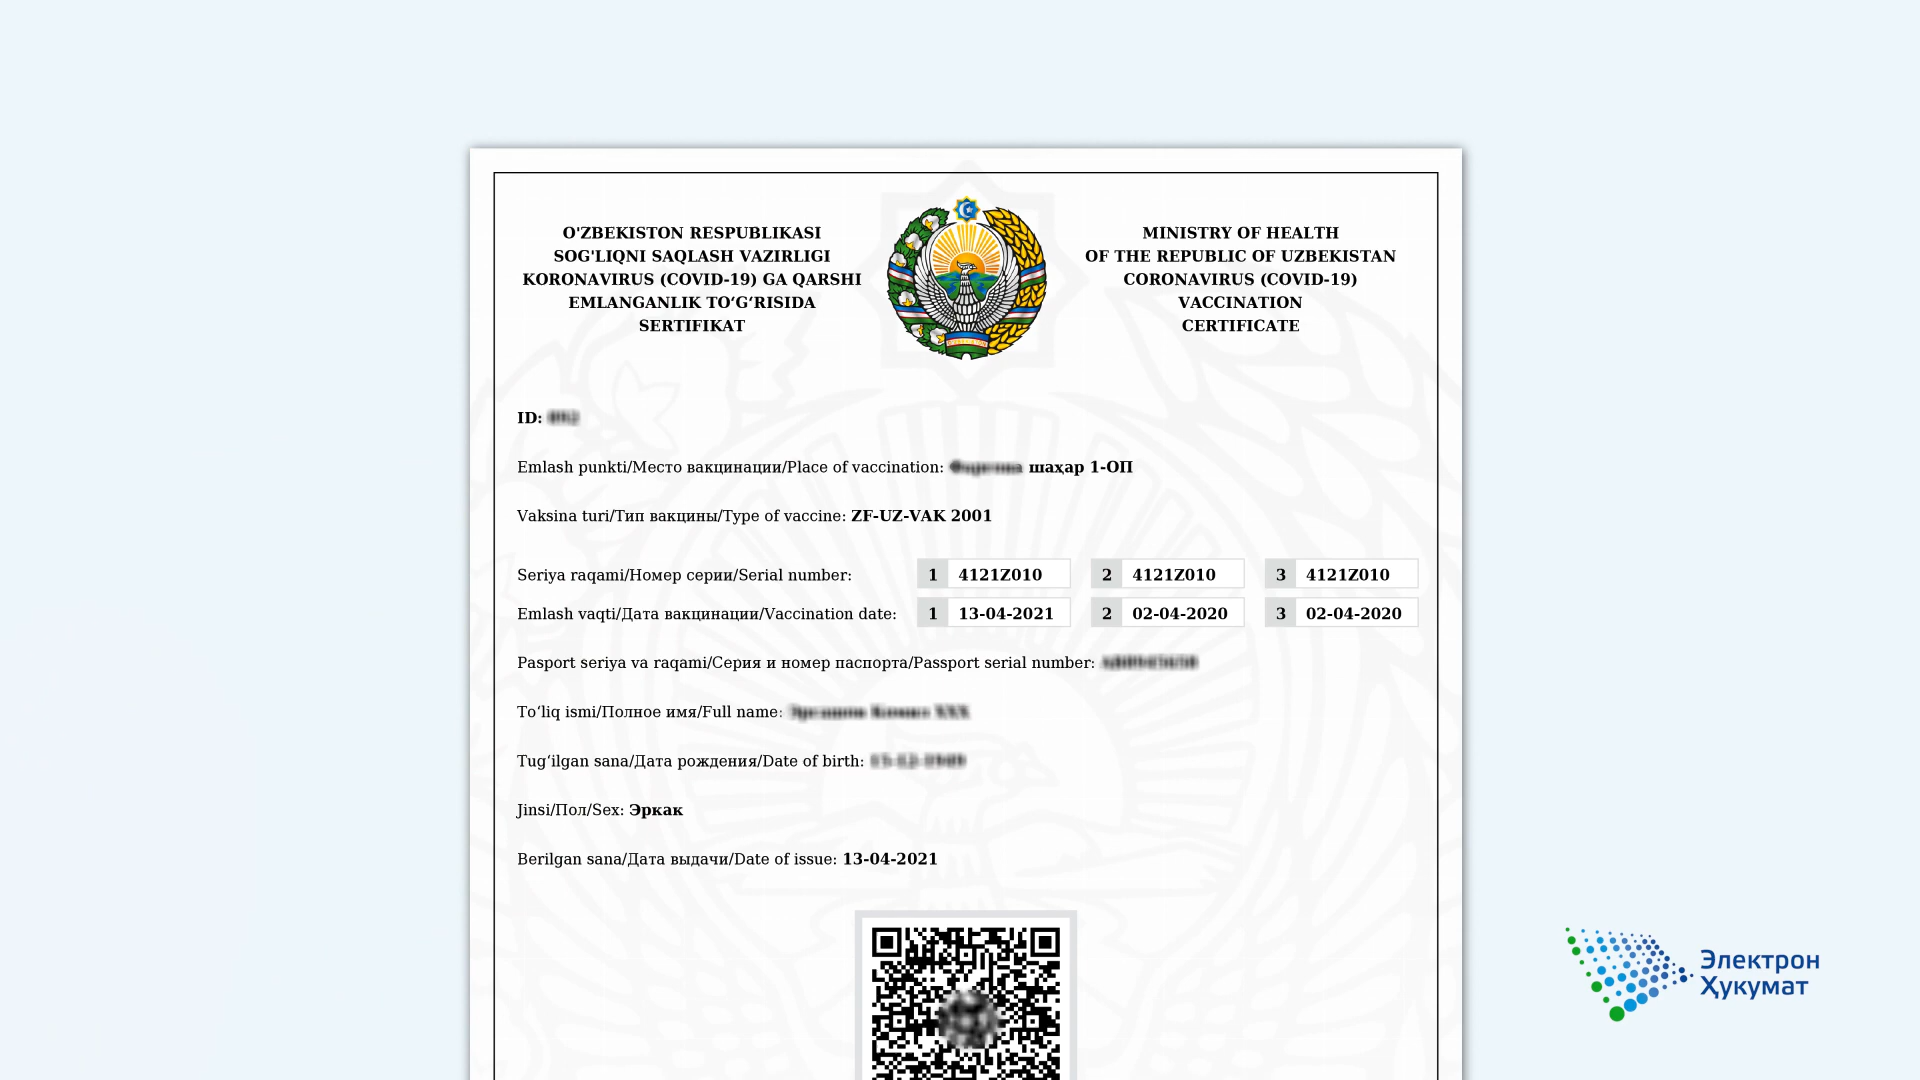 O'ZBEKISTON RESPUBLIKASI
SOG'LIQNI SAQLASH VAZIRLIGI
KORONAVIRUS (COVID-19) GA QARSHI
EMLANGANLIK TO‘G‘RISIDA
SERTIFIKAT
MINISTRY OF HEALTH
OF THE REPUBLIC OF UZBEKISTAN
CORONAVIRUS (COVID-19)
VACCINATION
CERTIFICATE
ID:
Emlash punkti/Место вакцинации/Place of vaccination: шаҳар 1-ОП
Vaksina turi/Тип вакцины/Type of vaccine: ZF-UZ-VAK 2001
Seriya raqami/Номер серии/Serial number: 1 4121Z010 2 4121Z010 3 4121Z010
Emlash vaqti/Дата вакцинации/Vaccination date: 1 13-04-2021 2 02-04-2020 3 02-04-2020
Pasport seriya va raqami/Серия и номер паспорта/Passport serial number:
To‘liq ismi/Полное имя/Full name:
Tug‘ilgan sana/Дата рождения/Date of birth:
Jinsi/Пол/Sex: Эркак
Berilgan sana/Дата выдачи/Date of issue: 13-04-2021
Электрон
Ҳукумат